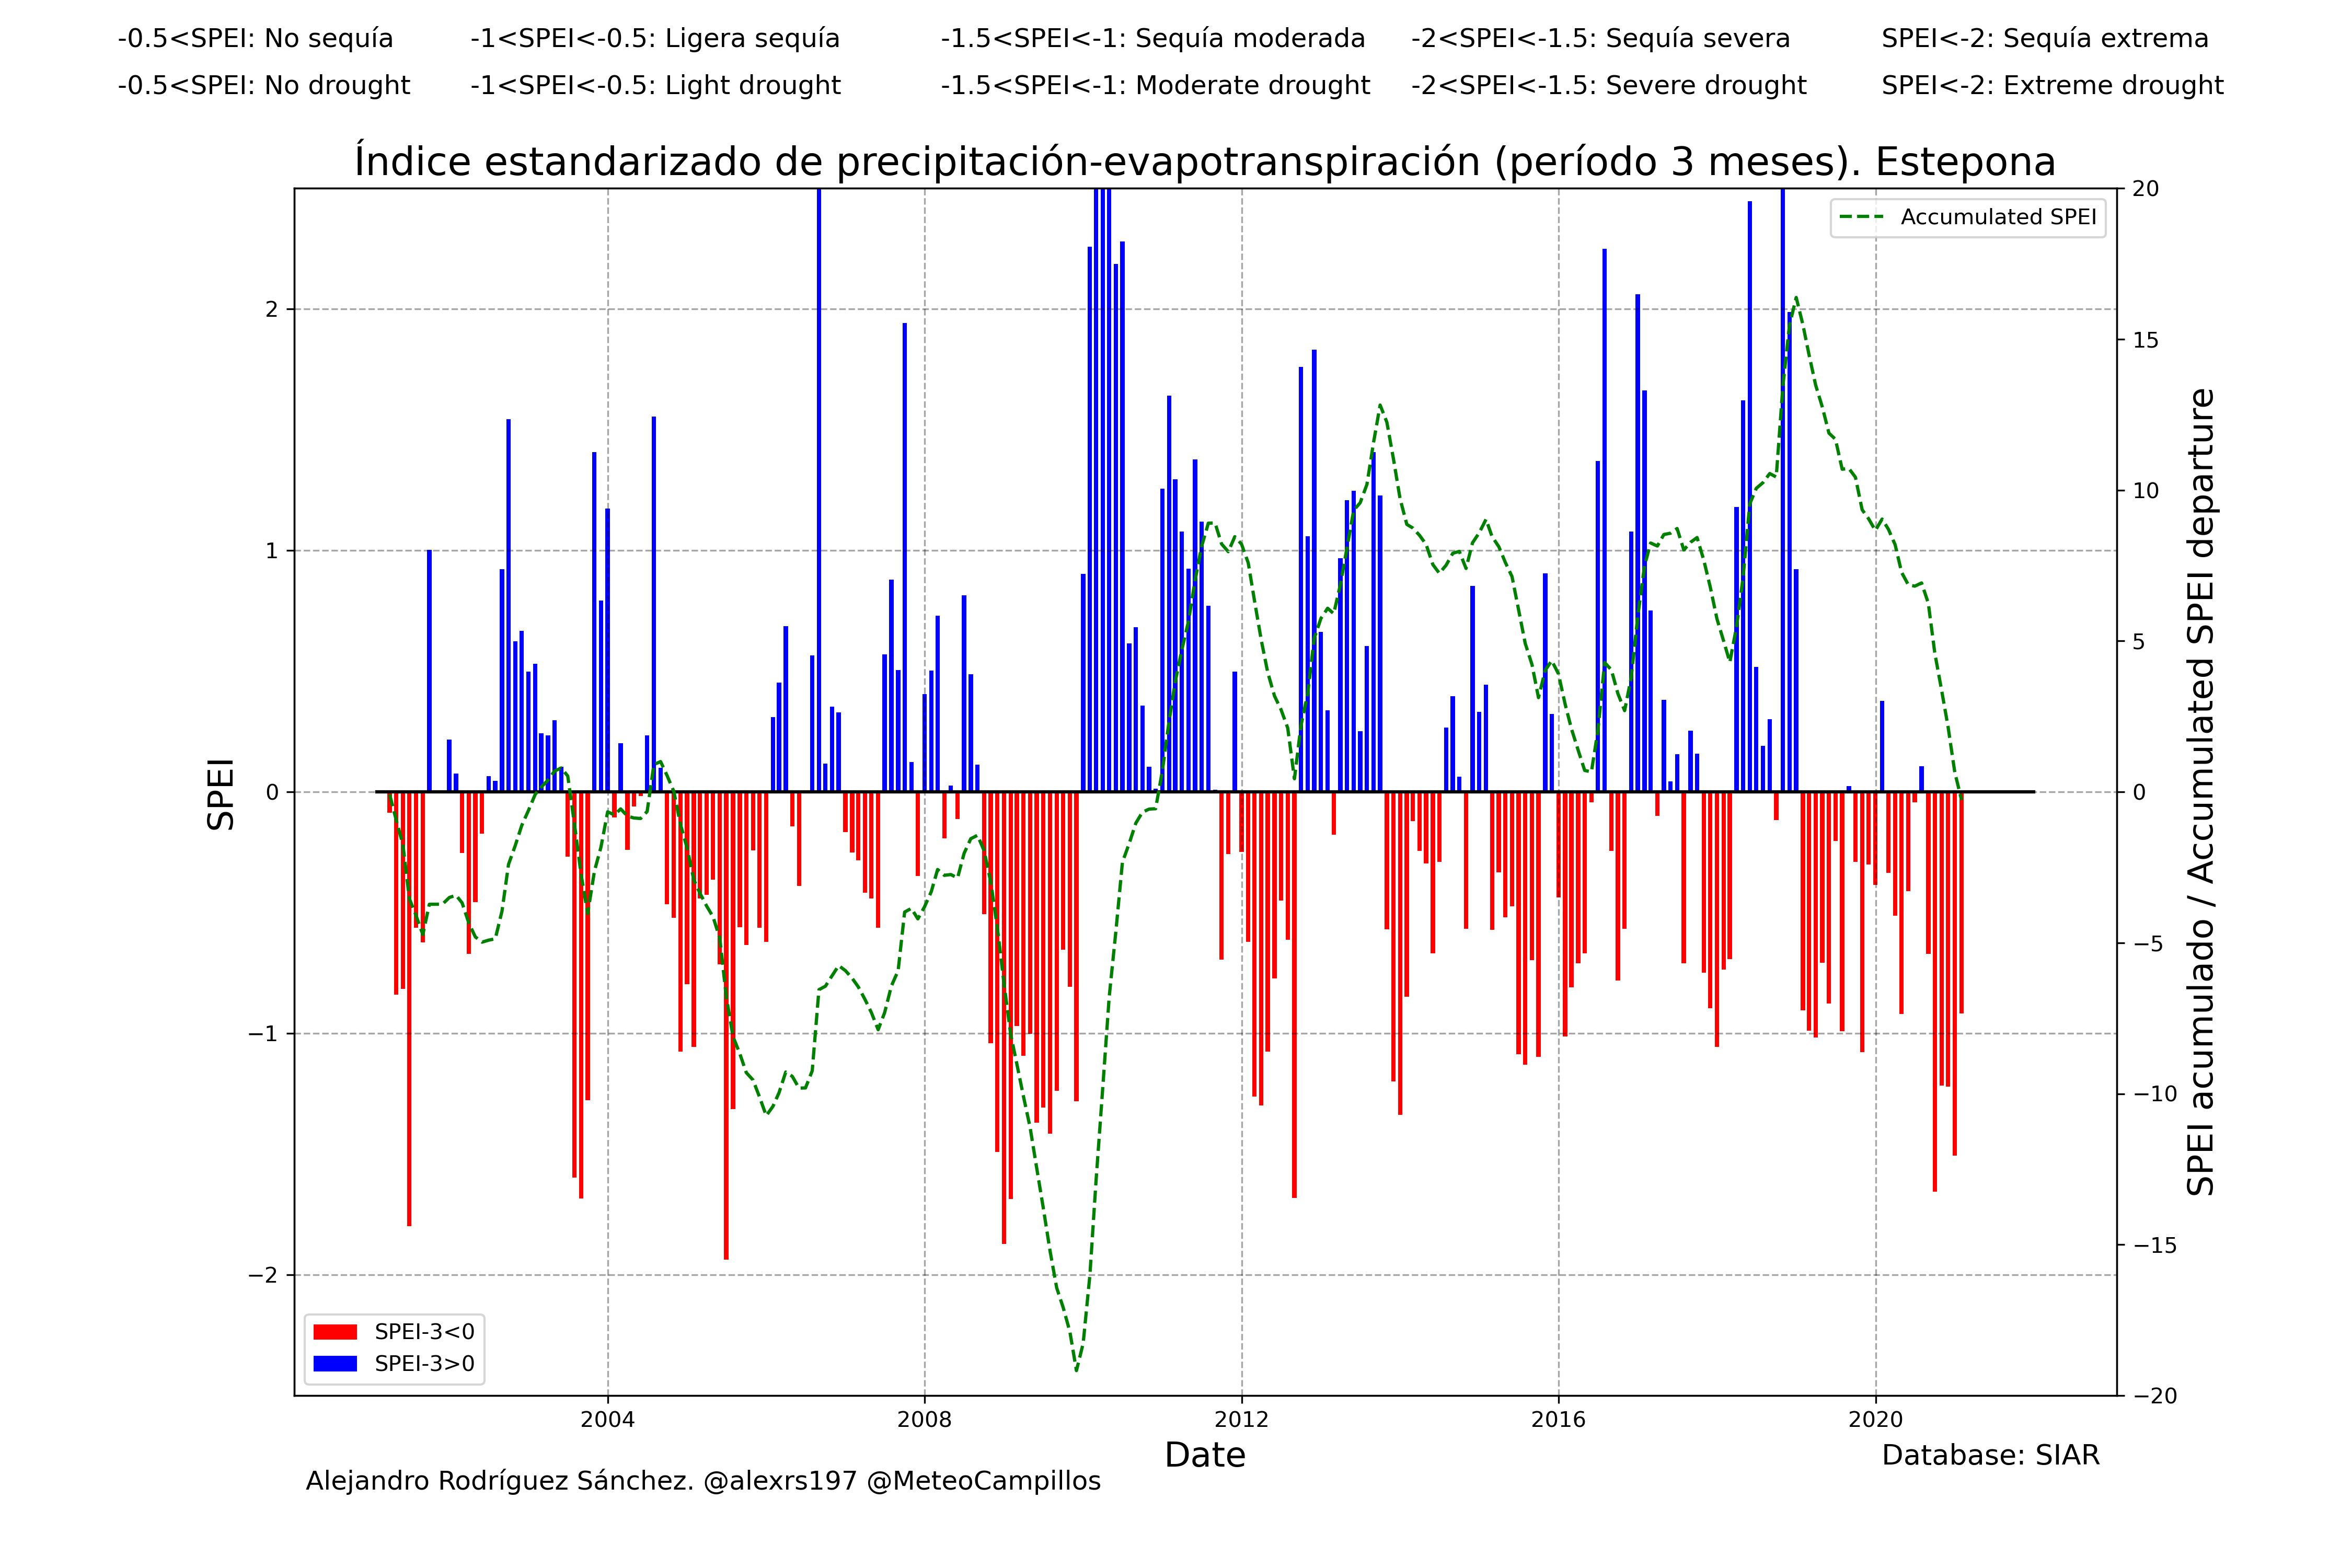 -0.5<SPEI: No sequía -1<SPEI<-0.5: Ligera sequía -1.5<SPEI<-1: Sequía moderada -2<SPEI<-1.5: Sequía severa SPEI<-2: Sequía extrema
-0.5<SPEI: No drought -1<SPEI<-0.5: Light drought -1.5<SPEI<-1: Moderate drought -2<SPEI<-1.5: Severe drought SPEI<-2: Extreme drought
Índice estandarizado de precipitación-evapotranspiración (período 3 meses). Estepona
Accumulated SPEI
SPEI
2
1
0
−1
−2
20
15
10
5
0
−5
−10
−15
−20
SPEI acumulado / Accumulated SPEI departure
SPEI-3<0
SPEI-3>0
2004 2008 2012 2016 2020
Date
Database: SIAR
Alejandro Rodríguez Sánchez. @alexrs197 @MeteoCampillos